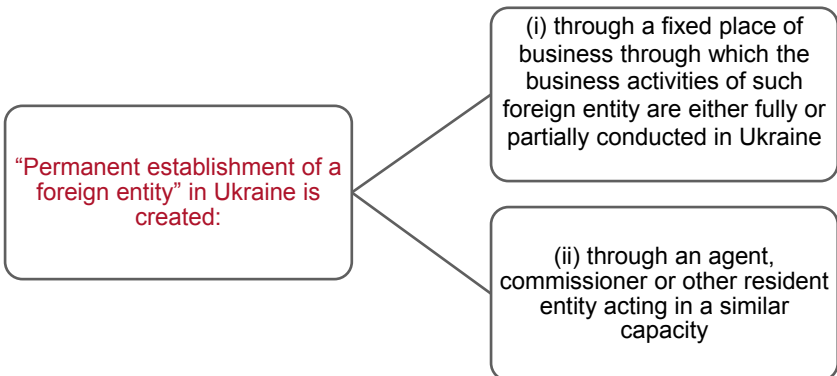 “Permanent establishment of a
foreign entity” in Ukraine is
created:
(i) through a fixed place of
business through which the
business activities of such
foreign entity are either fully or
partially conducted in Ukraine
(ii) through an agent,
commissioner or other resident
entity acting in a similar
capacity